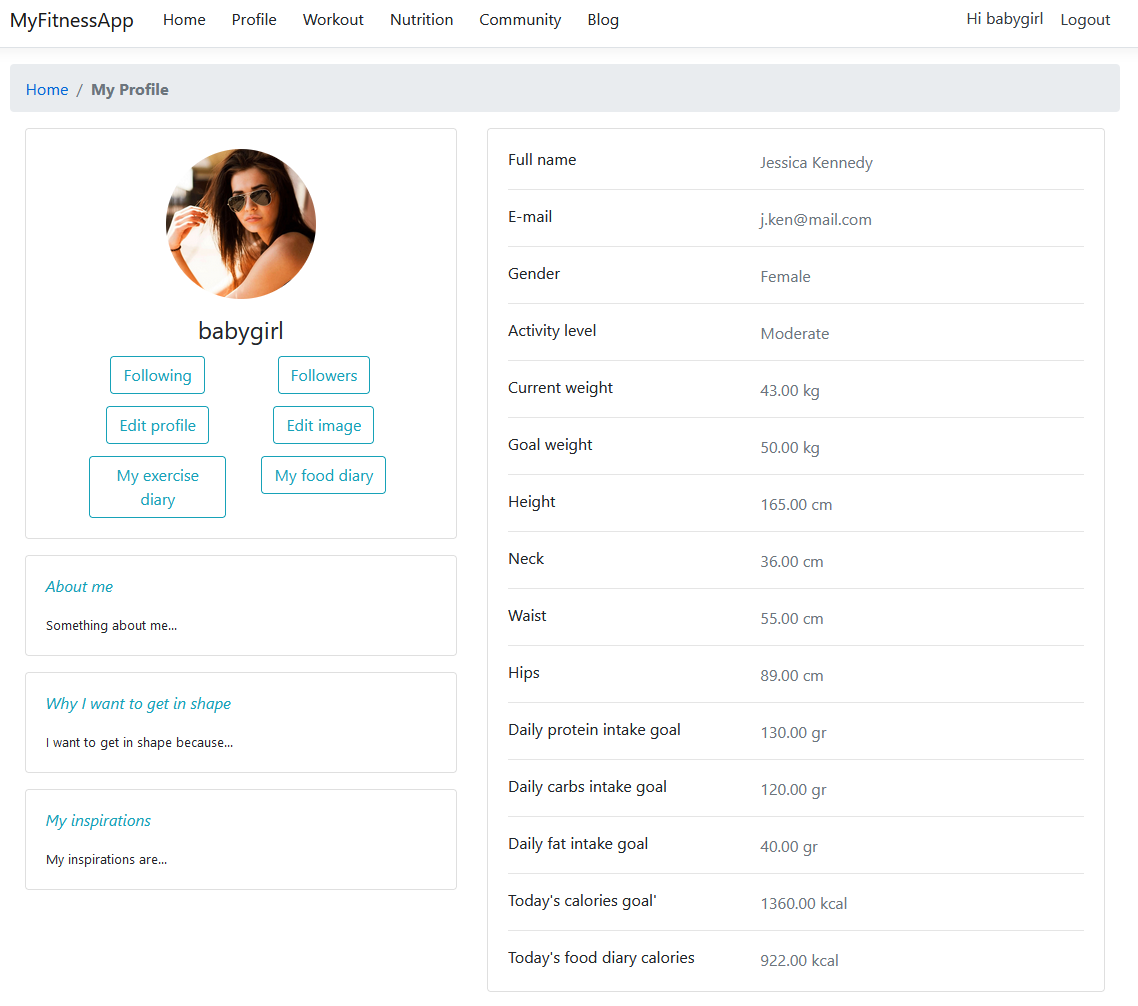 MyFitnessApp Home Profile Workout Nutrition Community Blog Hi babygirl Logout
Home / My Profile
babygirl
Following Followers
Edit profile Edit image
My exercise diary My food diary
About me
Something about me...
Why I want to get in shape
I want to get in shape because...
My inspirations
My inspirations are...
Full name Jessica Kennedy
E-mail j.ken@mail.com
Gender Female
Activity level Moderate
Current weight 43.00 kg
Goal weight 50.00 kg
Height 165.00 cm
Neck 36.00 cm
Waist 55.00 cm
Hips 89.00 cm
Daily protein intake goal 130.00 gr
Daily carbs intake goal 120.00 gr
Daily fat intake goal 40.00 gr
Today's calories goal' 1360.00 kcal
Today's food diary calories 922.00 kcal